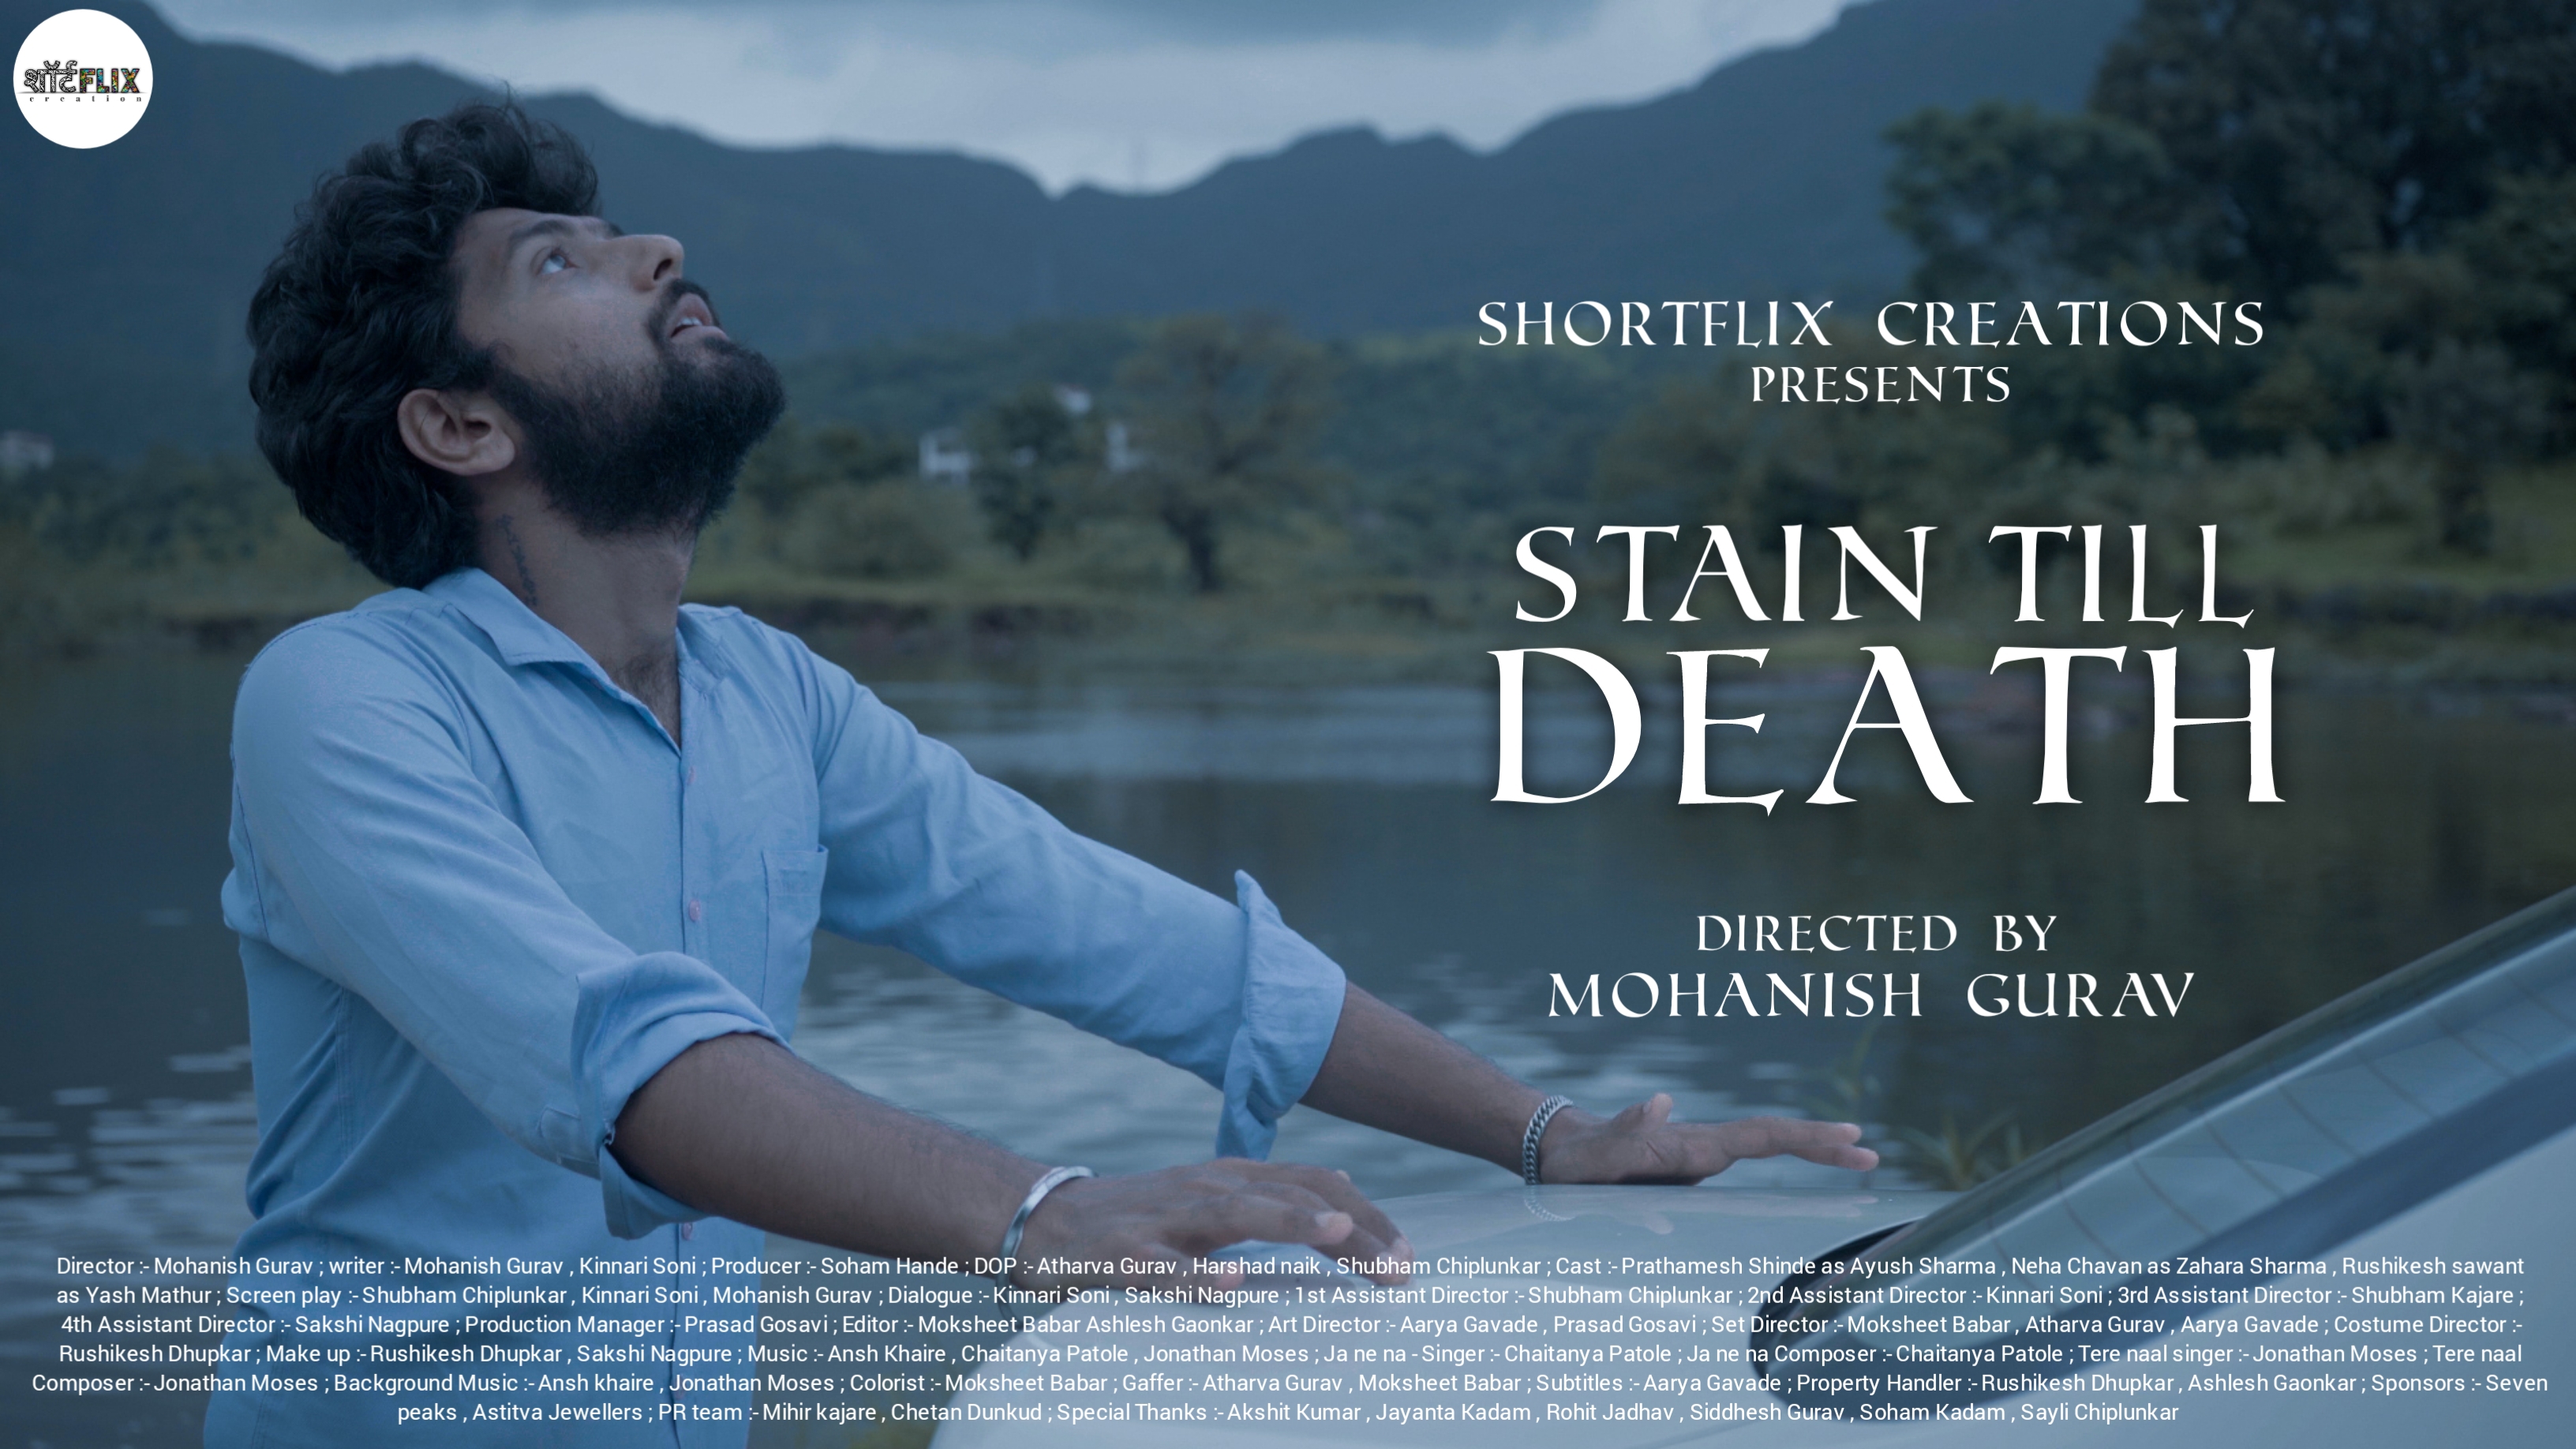 शॉर्टFLIX
creation
SHORTFLIX CREATIONS
PRESENTS
STAIN TILL
DEATH
DIRECTED BY
MOHANISH GURAV
Director :- Mohanish Gurav ; writer :- Mohanish Gurav , Kinnari Soni ; Producer :- Soham Hande ; DOP :- Atharva Gurav , Harshad naik , Shubham Chiplunkar ; Cast :- Prathamesh Shinde as Ayush Sharma , Neha Chavan as Zahara Sharma , Rushikesh sawant
as Yash Mathur ; Screen play :- Shubham Chiplunkar , Kinnari Soni , Mohanish Gurav ; Dialogue :- Kinnari Soni , Sakshi Nagpure ; 1st Assistant Director :- Shubham Chiplunkar ; 2nd Assistant Director :- Kinnari Soni ; 3rd Assistant Director :- Shubham Kajare ;
4th Assistant Director :- Sakshi Nagpure ; Production Manager :- Prasad Gosavi ; Editor :- Moksheet Babar Ashlesh Gaonkar ; Art Director :- Aarya Gavade , Prasad Gosavi ; Set Director :- Moksheet Babar , Atharva Gurav , Aarya Gavade ; Costume Director :-
Rushikesh Dhupkar ; Make up :- Rushikesh Dhupkar , Sakshi Nagpure ; Music :- Ansh Khaire , Chaitanya Patole , Jonathan Moses ; Ja ne na - Singer :- Chaitanya Patole ; Ja ne na Composer :- Chaitanya Patole ; Tere naal singer :- Jonathan Moses ; Tere naal
Composer :- Jonathan Moses ; Background Music :- Ansh khaire , Jonathan Moses ; Colorist :- Moksheet Babar ; Gaffer :- Atharva Gurav , Moksheet Babar ; Subtitles :- Aarya Gavade ; Property Handler :- Rushikesh Dhupkar , Ashlesh Gaonkar ; Sponsors :- Seven
peaks , Astitva Jewellers ; PR team :- Mihir kajare , Chetan Dunkud ; Special Thanks :- Akshit Kumar , Jayanta Kadam , Rohit Jadhav , Siddhesh Gurav , Soham Kadam , Sayli Chiplunkar